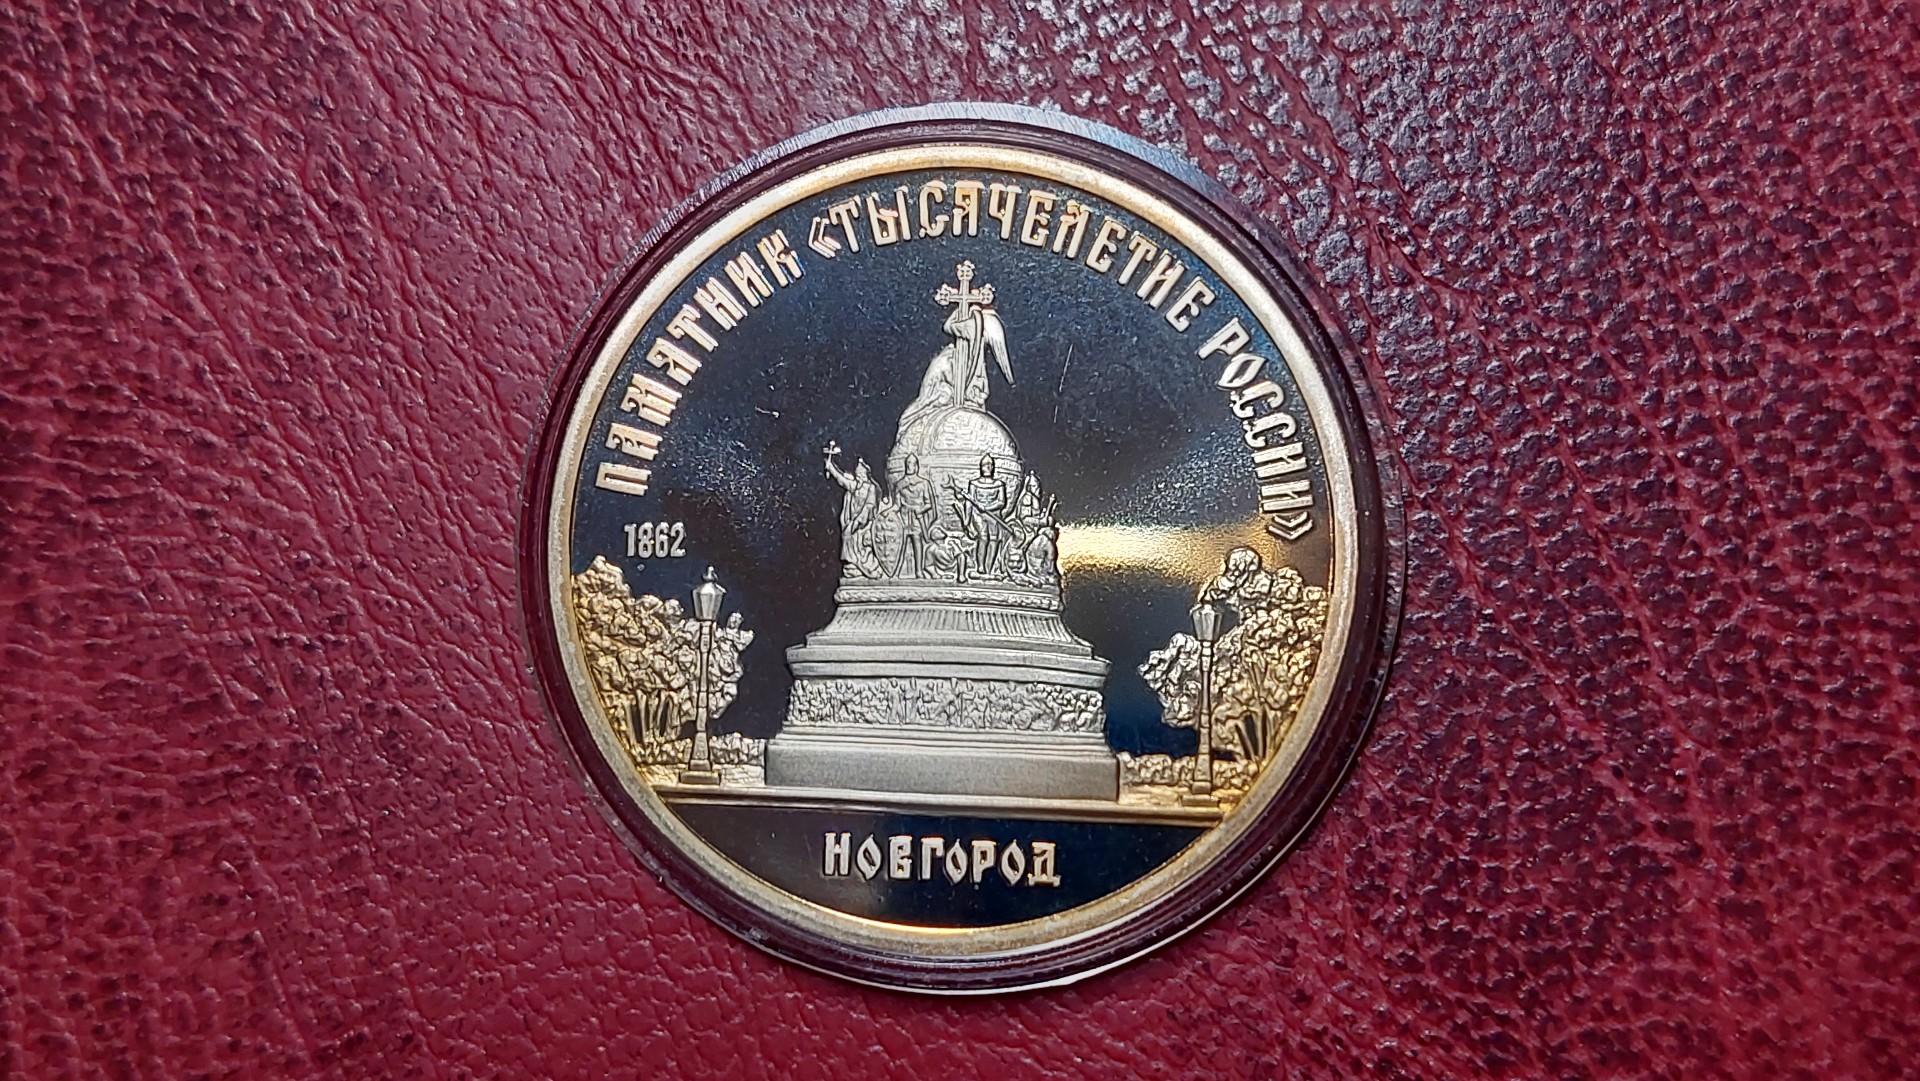 ПАМЯТНИК «ТЫСЯЧЕЛЕТИЕ РОССИИ»
1862
НОВГОРОД